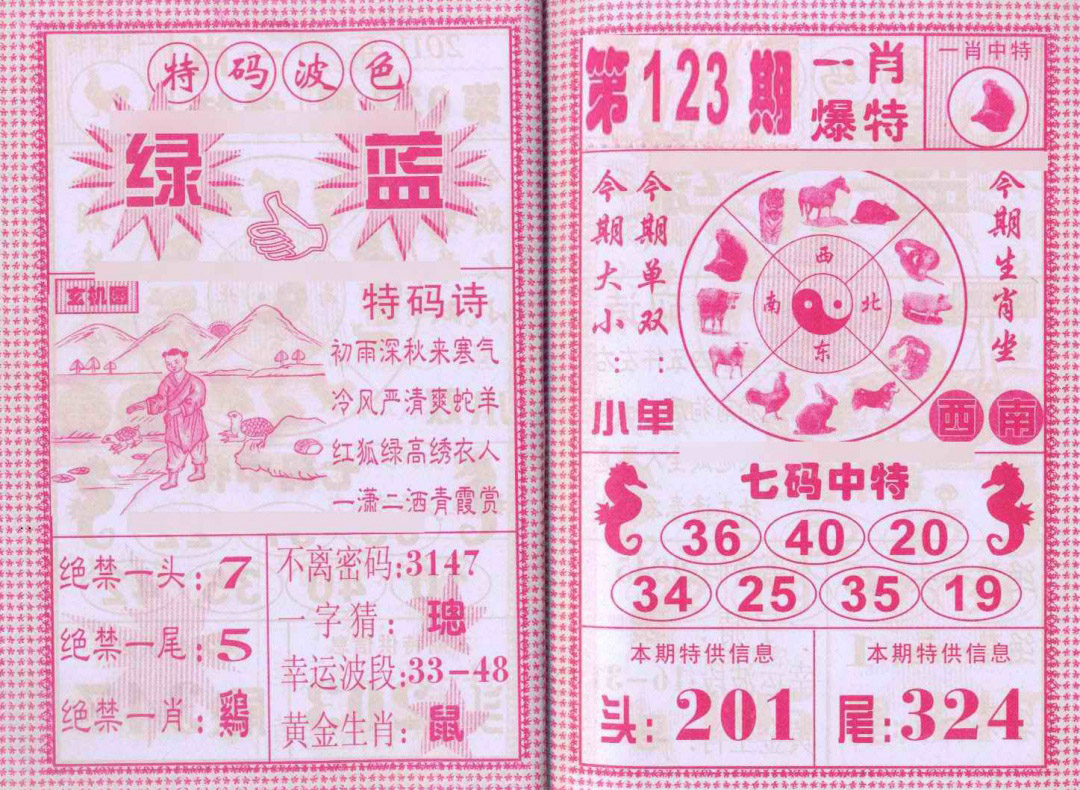 特码波色
绿 蓝
玄机图
特码诗
初雨深秋来寒气
冷风严清爽蛇羊
红狐绿高绣衣人
一潇二洒青霞赏
绝禁一头:7
绝禁一尾:5
绝禁一肖:鷄
不离密码:3147
一字猜:璁
幸运波段:33-48
黄金生肖:鼠
第123期
一肖
爆特
一肖中特
今期大小:小
今期单双:单
西
南 北
东
今期生肖坐
西南
七码中特
36 40 20
34 25 35 19
本期特供信息
头:201
本期特供信息
尾:324